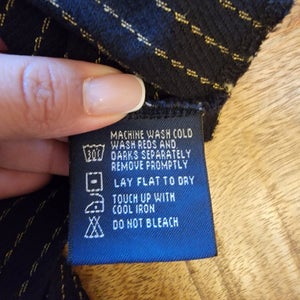 MACHINE WASH COLD
WASH REDS AND
DARKS SEPARATELY
REMOVE PROMPTLY
30
LAY FLAT TO DRY
TOUCH UP WITH
COOL IRON
DO NOT BLEACH